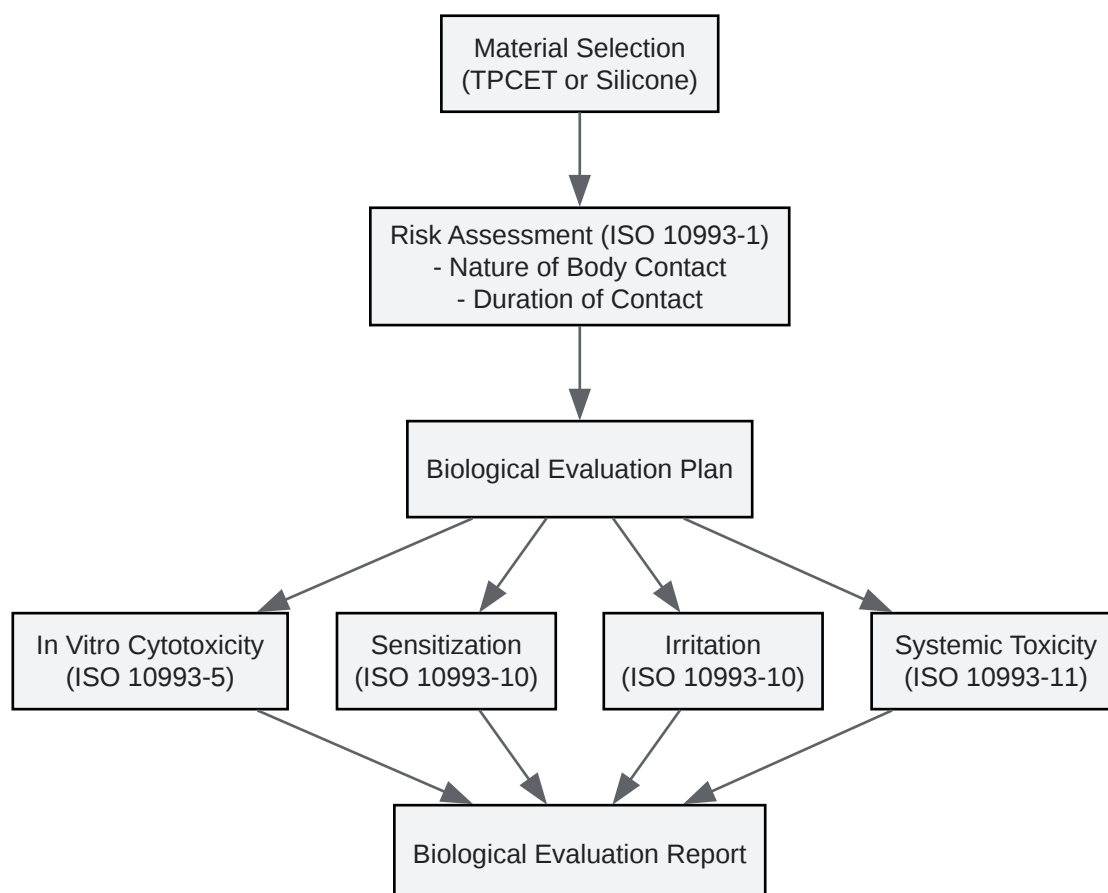 Material Selection
(TPCET or Silicone)
Risk Assessment (ISO 10993-1)
- Nature of Body Contact
- Duration of Contact
Biological Evaluation Plan
In Vitro Cytotoxicity
(ISO 10993-5)
Sensitization
(ISO 10993-10)
Irritation
(ISO 10993-10)
Systemic Toxicity
(ISO 10993-11)
Biological Evaluation Report